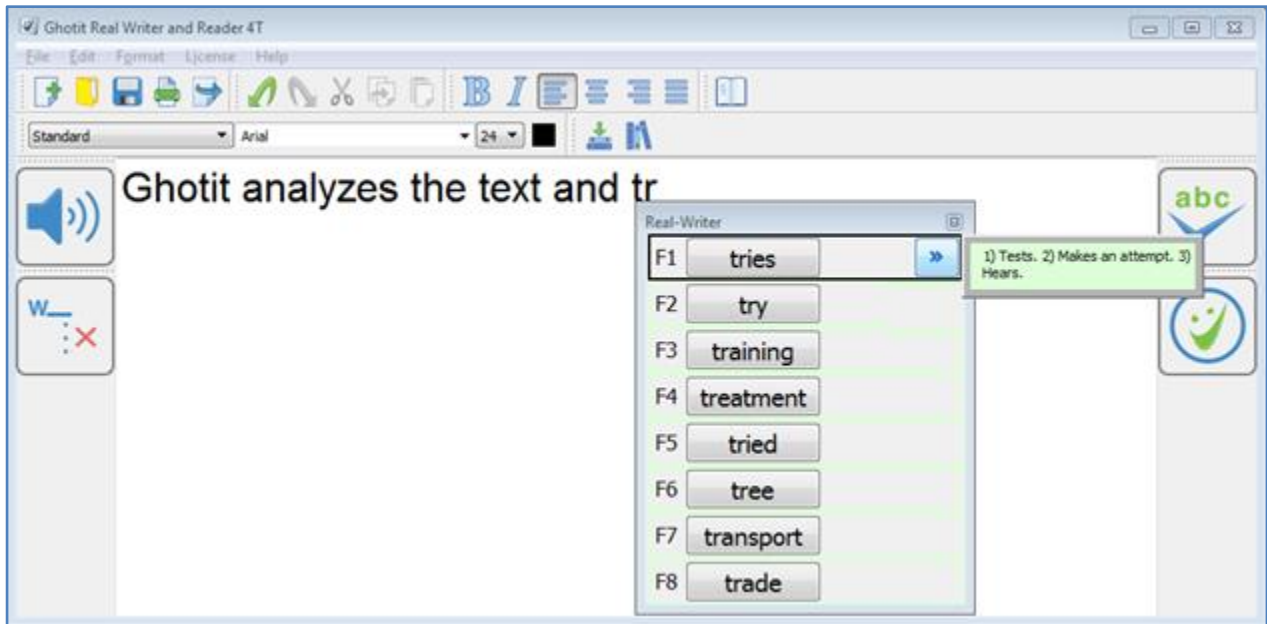 Ghotit Real Writer and Reader 4T
File Edit Format License Help
B I
Standard Arial 24
Ghotit analyzes the text and tr
abc
Real-Writer
F1 tries »
1) Tests. 2) Makes an attempt. 3)
Hears.
W
F2 try
F3 training
F4 treatment
F5 tried
F6 tree
F7 transport
F8 trade